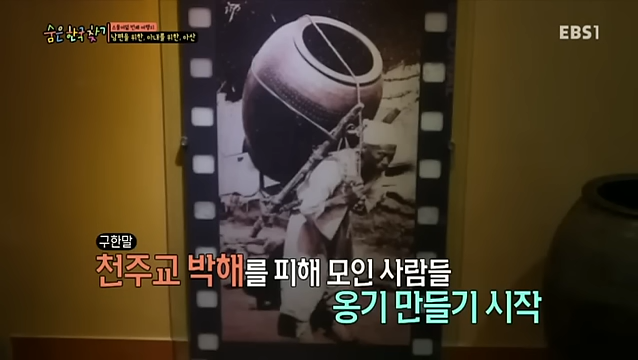 숨은한국찾기
남편을 위한, 아내를 위한, 아산
EBS1
구한말
천주교 박해를 피해 모인 사람들
옹기 만들기 시작